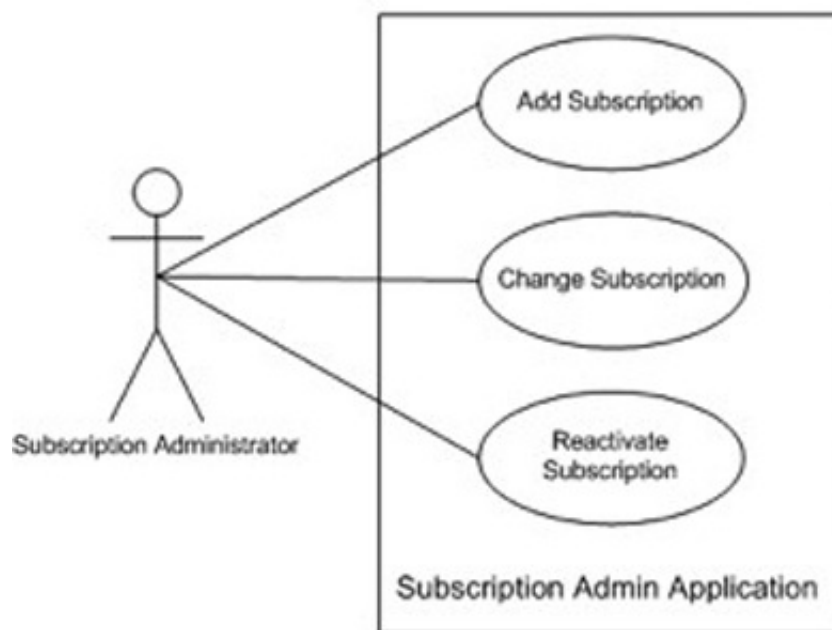 Add Subscription
Change Subscription
Reactivate
Subscription
Subscription Administrator
Subscription Admin Application